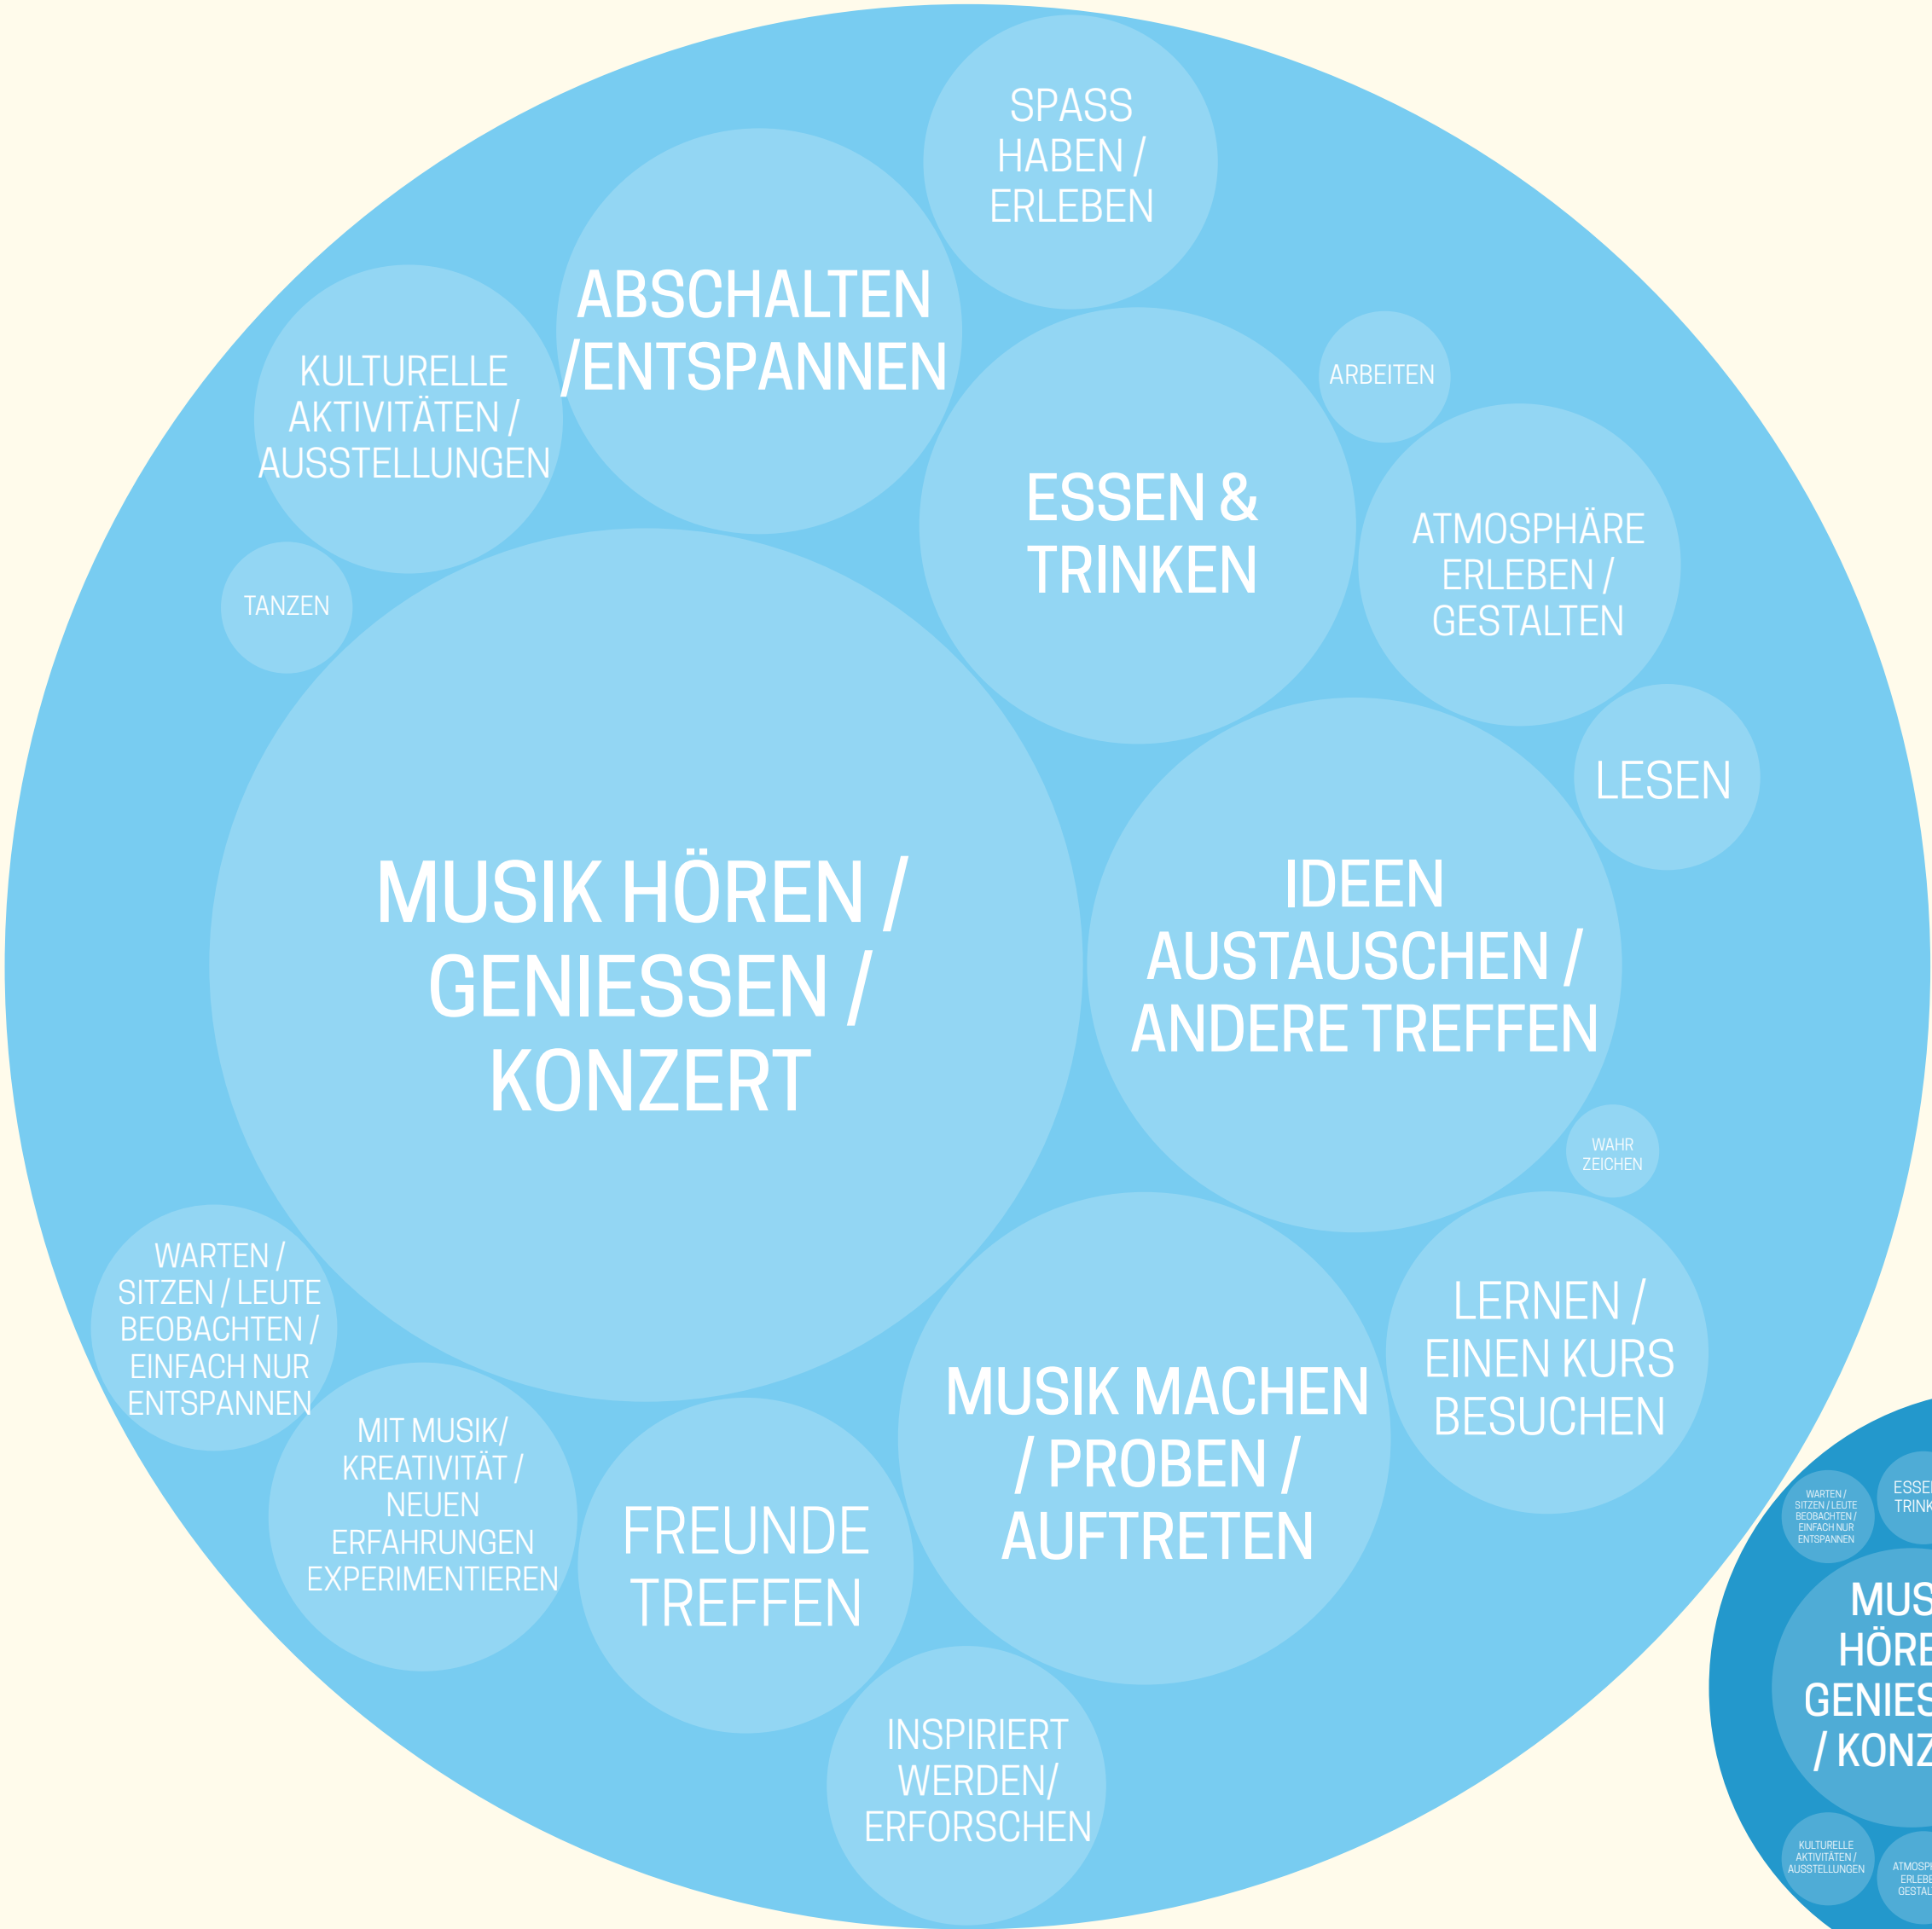 SPASS
HABEN /
ERLEBEN
ABSCHALTEN
/ENTSPANNEN
KULTURELLE
AKTIVITÄTEN /
AUSSTELLUNGEN
ARBEITEN
ESSEN &
TRINKEN
ATMOSPHÄRE
ERLEBEN /
GESTALTEN
TANZEN
LESEN
MUSIK HÖREN /
GENIESSEN /
KONZERT
IDEEN
AUSTAUSCHEN /
ANDERE TREFFEN
WAHR
ZEICHEN
WARTEN /
SITZEN / LEUTE
BEOBACHTEN /
EINFACH NUR
ENTSPANNEN
LERNEN /
EINEN KURS
BESUCHEN
MUSIK MACHEN
/ PROBEN /
AUFTRETEN
MIT MUSIK/
KREATIVITÄT /
NEUEN
ERFAHRUNGEN
EXPERIMENTIEREN
FREUNDE
TREFFEN
INSPIRIERT
WERDEN/
ERFORSCHEN
WARTEN /
SITZEN / LEUTE
BEOBACHTEN /
EINFACH NUR
ENTSPANNEN
KULTURELLE
AKTIVITÄTEN /
AUSSTELLUNGEN